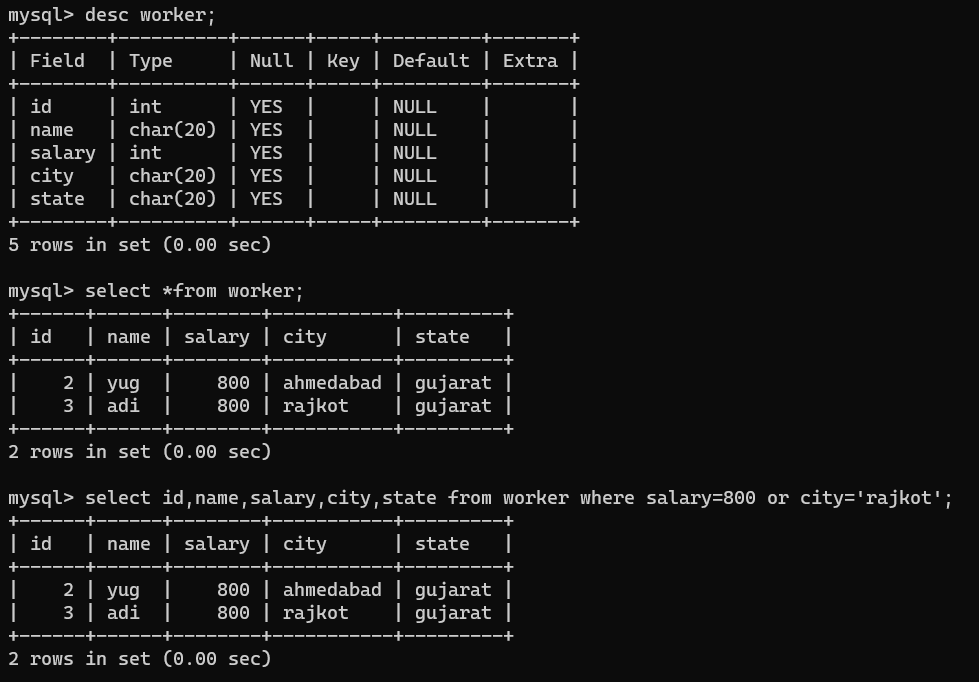 mysql> desc worker;
+--------+----------+------+-----+---------+-------+
| Field  | Type     | Null | Key | Default | Extra |
+--------+----------+------+-----+---------+-------+
| id     | int      | YES  |     | NULL    |       |
| name   | char(20) | YES  |     | NULL    |       |
| salary | int      | YES  |     | NULL    |       |
| city   | char(20) | YES  |     | NULL    |       |
| state  | char(20) | YES  |     | NULL    |       |
+--------+----------+------+-----+---------+-------+
5 rows in set (0.00 sec)

mysql> select *from worker;
+------+------+--------+-----------+---------+
| id   | name | salary | city      | state   |
+------+------+--------+-----------+---------+
|    2 | yug  |    800 | ahmedabad | gujarat |
|    3 | adi  |    800 | rajkot    | gujarat |
+------+------+--------+-----------+---------+
2 rows in set (0.00 sec)

mysql> select id,name,salary,city,state from worker where salary=800 or city='rajkot';
+------+------+--------+-----------+---------+
| id   | name | salary | city      | state   |
+------+------+--------+-----------+---------+
|    2 | yug  |    800 | ahmedabad | gujarat |
|    3 | adi  |    800 | rajkot    | gujarat |
+------+------+--------+-----------+---------+
2 rows in set (0.00 sec)